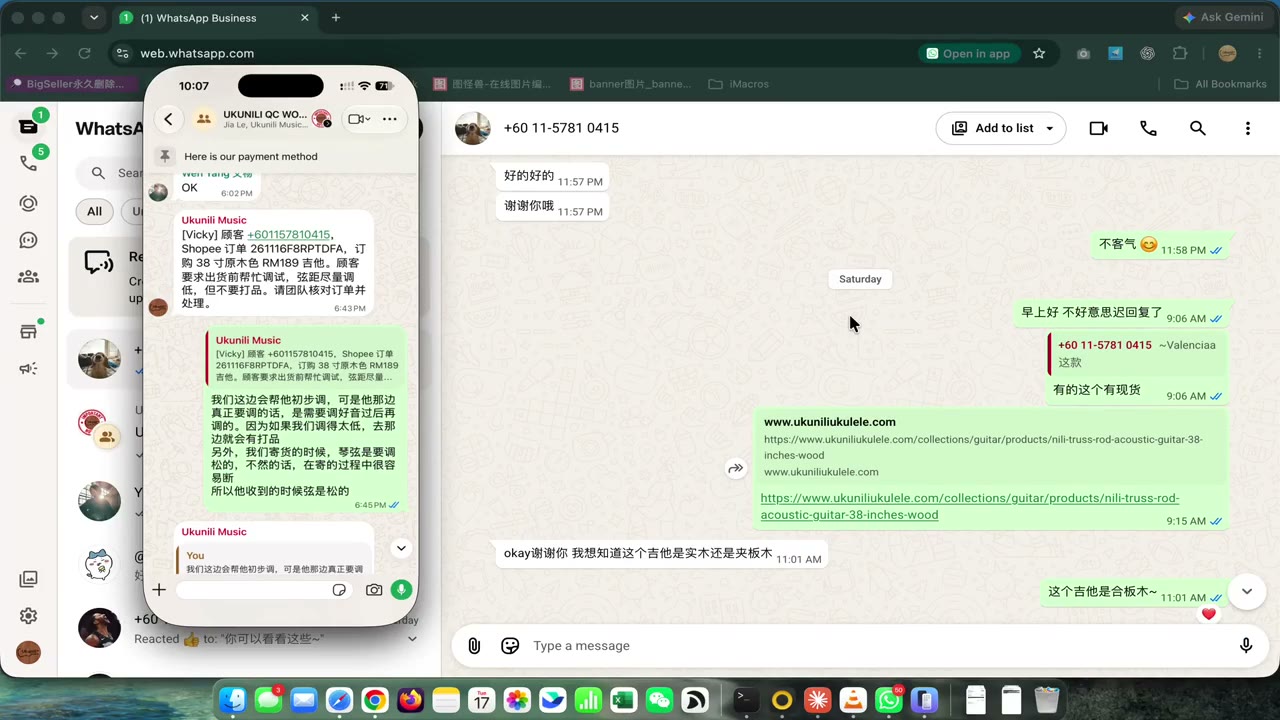 (1) WhatsApp Business
Ask Gemini
web.whatsapp.com
Open in app
BigSeller永久删除...
图怪兽-在线图片编...
banner图片_banne...
iMacros
All Bookmarks
10:07
71
UKUNILI QC WO...
Jia Le, Ukunili Music...
Here is our payment method
OK
6:02 PM
Ukunili Music
[Vicky] 顾客 +601157810415,
Shopee 订单 261116F8RPTDFA，订
购 38 寸原木色 RM189 吉他。顾客
要求出货前帮忙调试，弦距尽量调
低，但不要打品。请团队核对订单并
处理。
6:43 PM
Ukunili Music
[Vicky] 顾客 +601157810415, Shopee 订单
261116F8RPTDFA，订购 38 寸原木色 RM189 吉
他。顾客要求出货前帮忙调试，弦距尽量...
我们这边会帮他初步调，可是他那边
真正要调的话，是需要调好音过后再
调的。因为如果我们调得太低，去那
边就会有打品
另外，我们寄货的时候，琴弦是要调
松的，不然的话，在寄的过程中很容
易断
所以他收到的时候弦是松的
6:45 PM
Ukunili Music
You
我们这边会帮他初步调，可是他那边真正要调
1
5
WhatsA
Sear
All
+60
Reacted 👍 to: "你可以看看这些~"
+60 11-5781 0415
Add to list
好的好的 11:57 PM
谢谢你哦 11:57 PM
不客气 😊 11:58 PM
Saturday
早上好 不好意思迟回复了 9:06 AM
+60 11-5781 0415 ~Valenciaa
这款
有的这个有现货 9:06 AM
www.ukuniliukulele.com
https://www.ukuniliukulele.com/collections/guitar/products/nili-truss-rod-acoustic-guitar-38-
inches-wood
www.ukuniliukulele.com
https://www.ukuniliukulele.com/collections/guitar/products/nili-truss-rod-
acoustic-guitar-38-inches-wood
9:15 AM
okay谢谢你 我想知道这个吉他是实木还是夹板木 11:01 AM
这个吉他是合板木~ 11:01 AM
Type a message
3
Tue
17
50